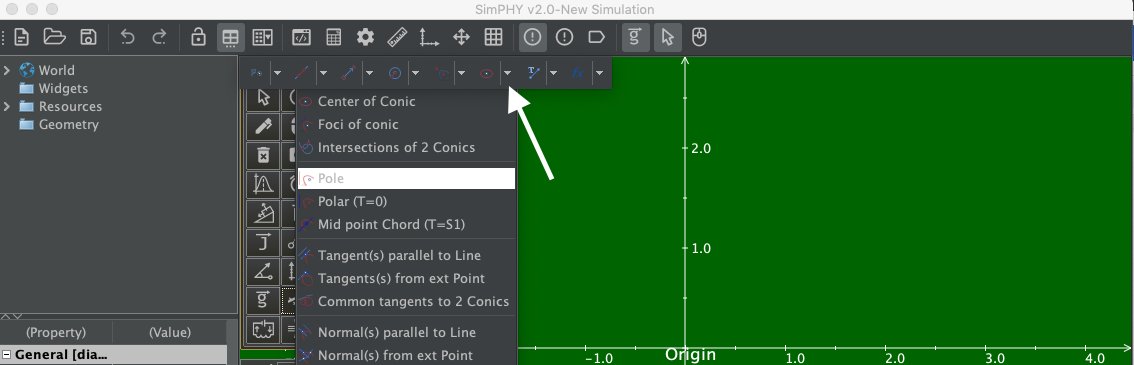 SimPHY v2.0-New Simulation
World
Widgets
Resources
Geometry
Center of Conic
Foci of conic
Intersections of 2 Conics
Pole
Polar (T=0)
Mid point Chord (T=S1)
Tangent(s) parallel to Line
Tangents(s) from ext Point
Common tangents to 2 Conics
Normal(s) parallel to Line
Normal(s) from ext Point
2.0
1.0
-1.0
Origin
1.0
2.0
3.0
4.0
(Property)
(Value)
General [dia...